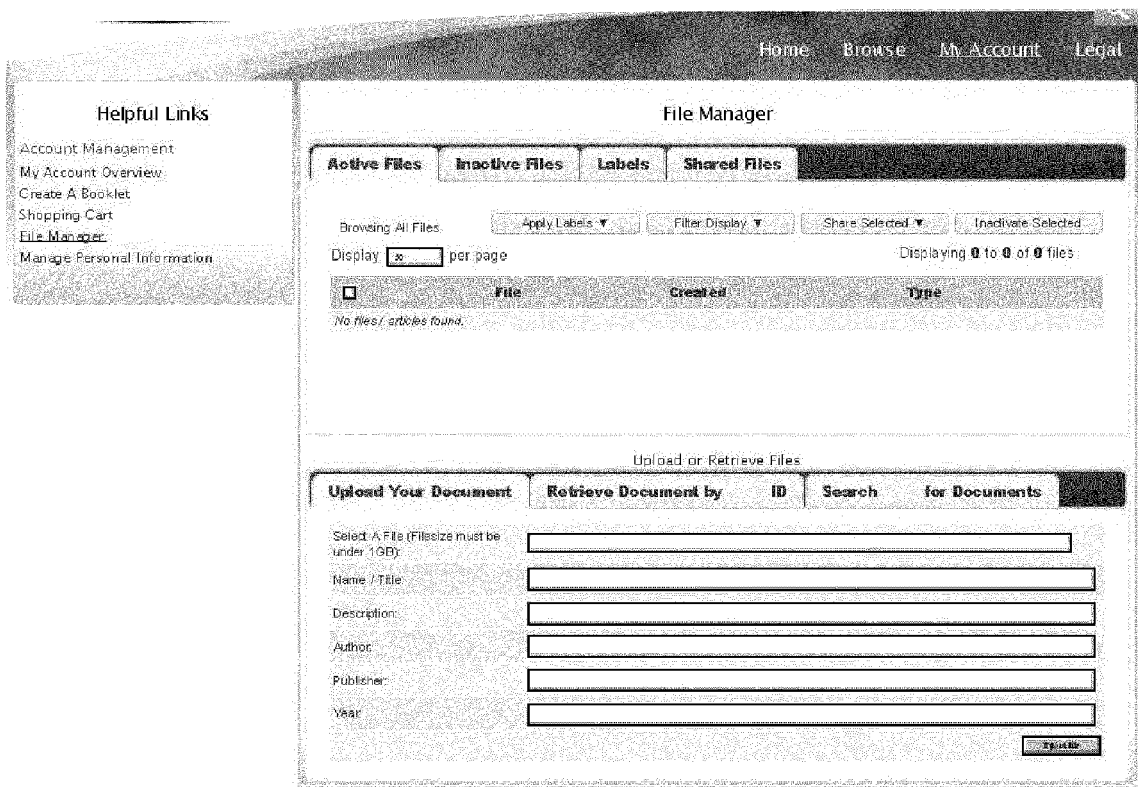 Home Browse My Account Legal
Helpful Links
Account Management
My Account Overview
Create A Booklet
Shopping Cart
File Manager
Manage Personal Information
File Manager
Active Files Inactive Files Labels Shared Files
Browsing All Files Apply Labels ▼ Filter Display ▼ Share Selected ▼ Inactivate Selected
Display per page Displaying 0 to 0 of 0 files
File Created Type
No files / articles found.
Upload or Retrieve Files
Upload Your Document Retrieve Document by ID Search for Documents
Select A File (Filesize must be
under 1GB):
Name / Title:
Description:
Author:
Publisher:
Year: